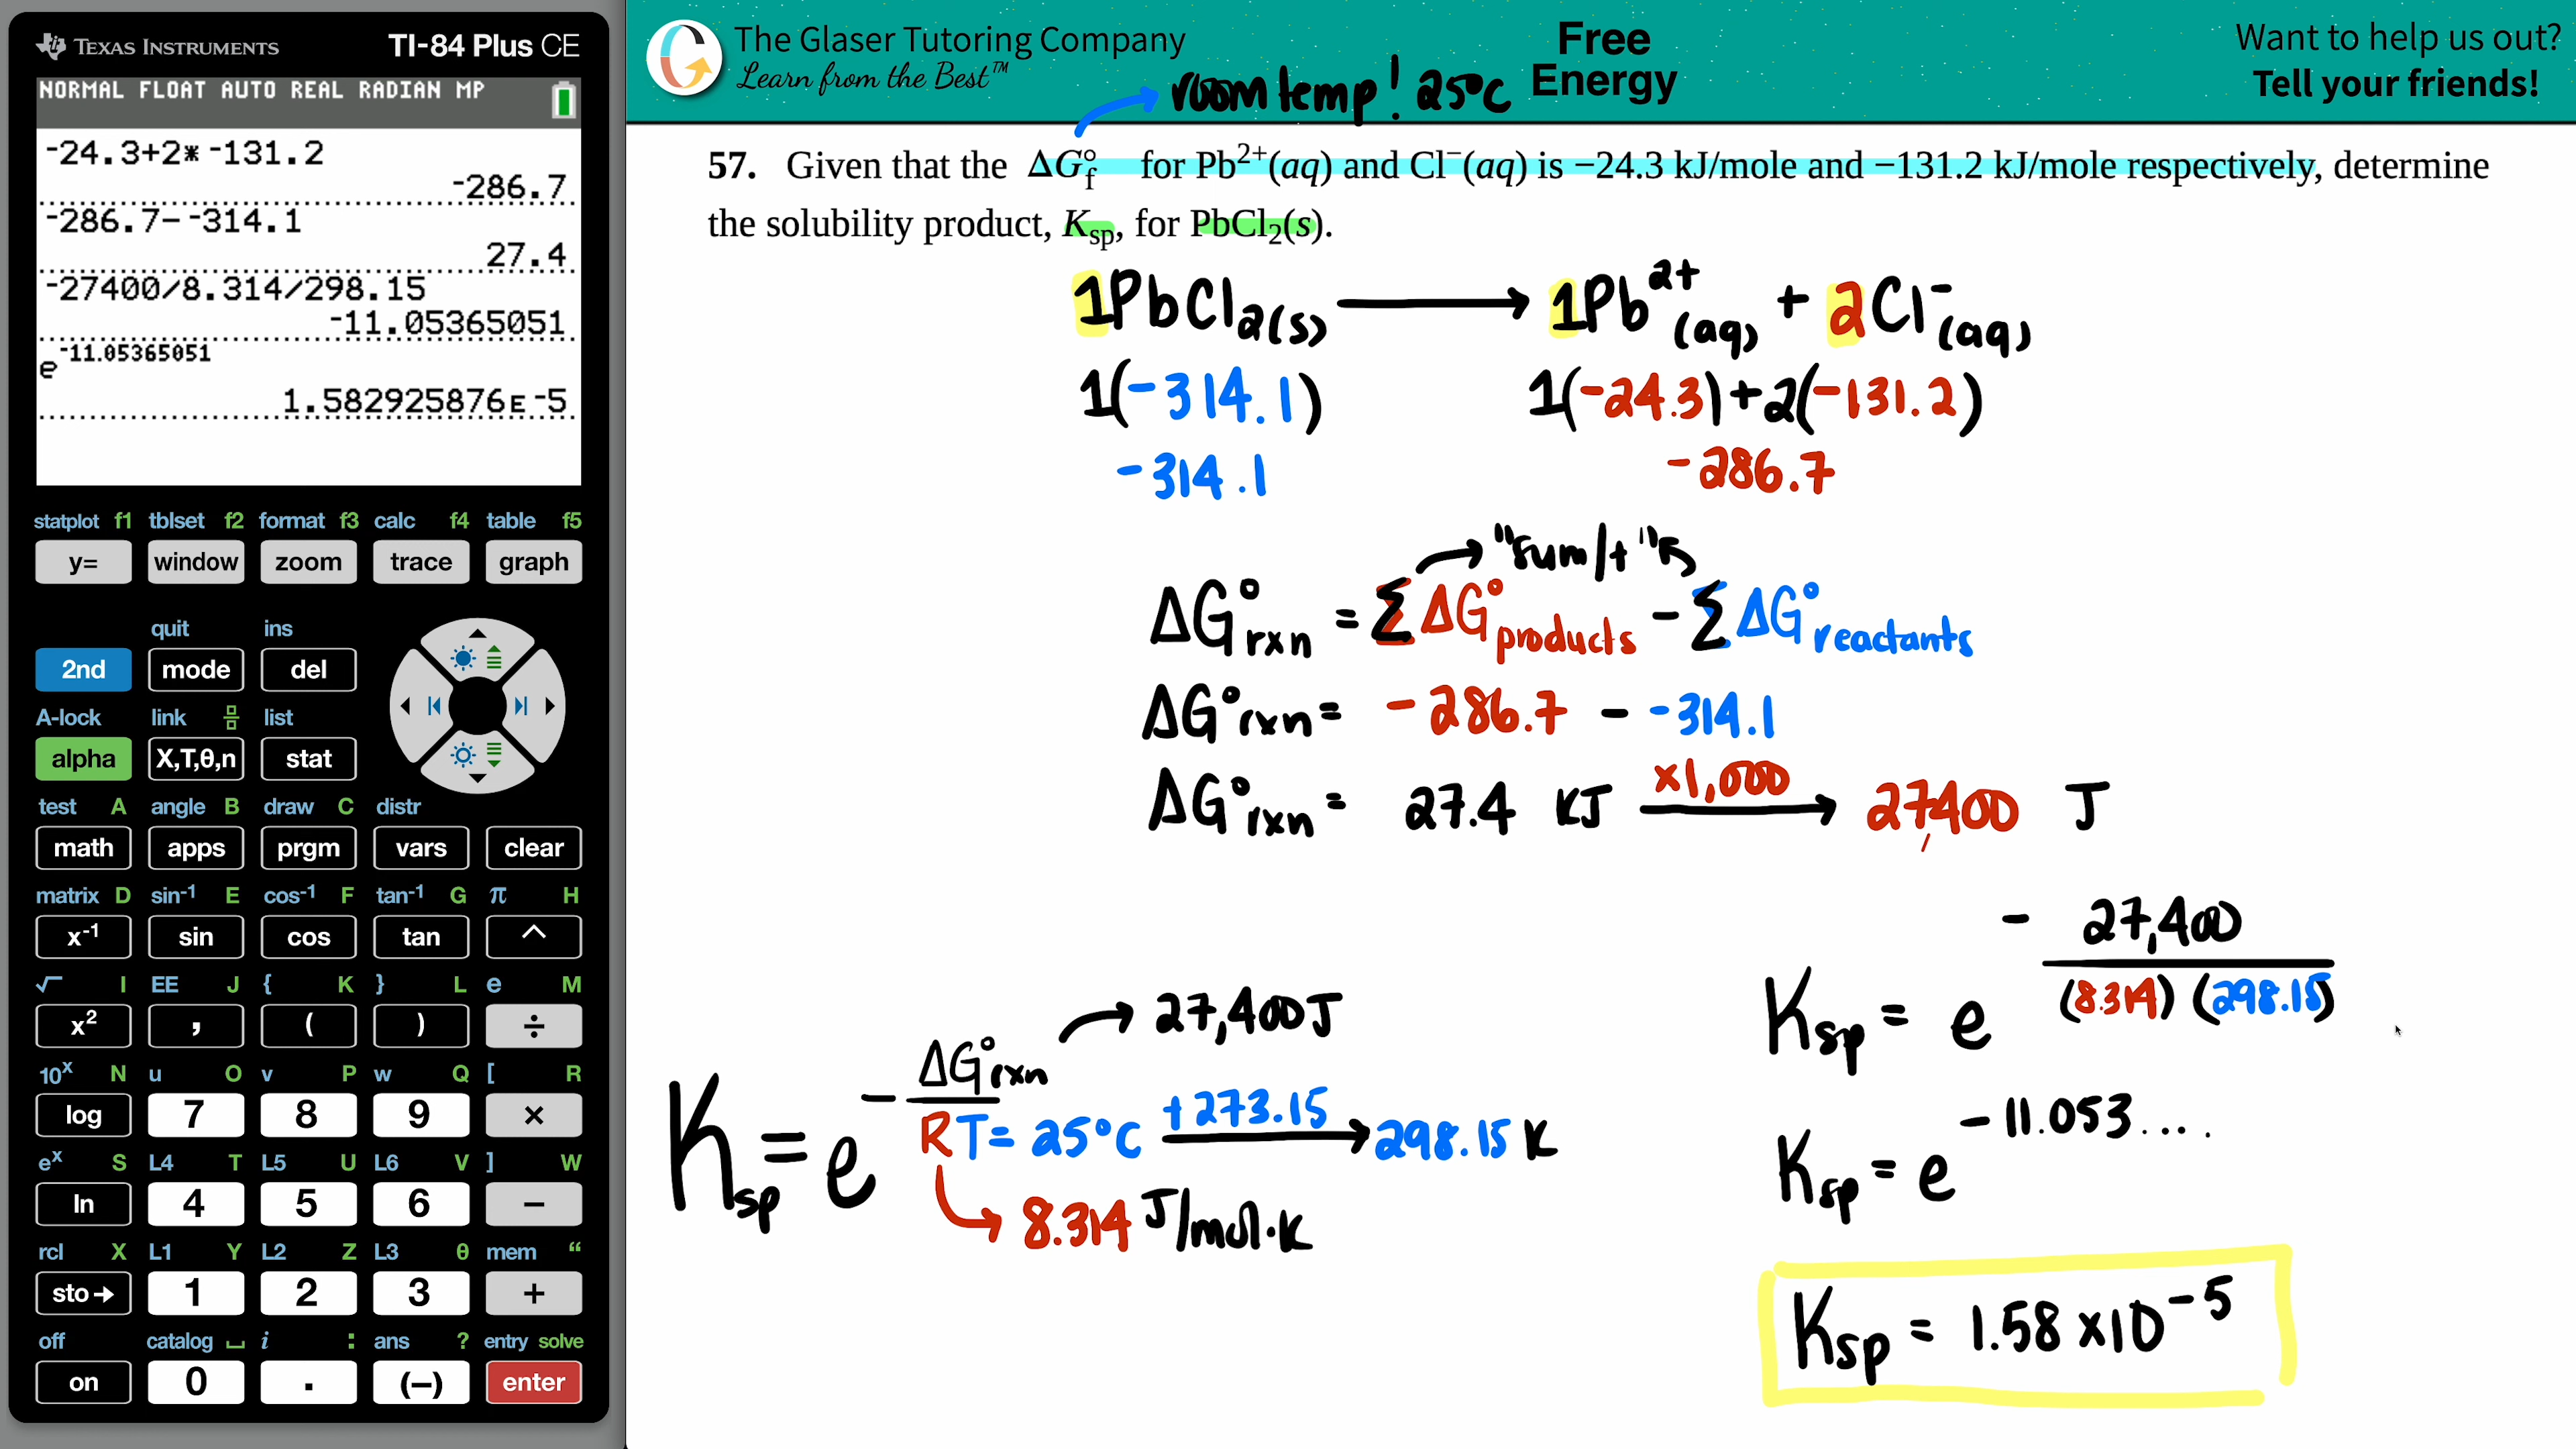 TEXAS INSTRUMENTS TI-84 Plus CE
NORMAL FLOAT AUTO REAL RADIAN MP
-24.3+2*-131.2
-286.7
-286.7--314.1
27.4
-27400/8.314/298.15
-11.05365051
e^-11.05365051
1.582925876E-5
statplot f1 tblset f2 format f3 calc f4 table f5
y= window zoom trace graph
quit ins
2nd mode del
A-lock link list
alpha X,T,θ,n stat
test A angle B draw C distr
math apps prgm vars clear
matrix D sin⁻¹ E cos⁻¹ F tan⁻¹ G π H
x⁻¹ sin cos tan ^
√ I EE J { K } L e M
x² , ( ) ÷
10ˣ N u O v P w Q [ R
log 7 8 9 ×
eˣ S L4 T L5 U L6 V ] W
ln 4 5 6 −
rcl X L1 Y L2 Z L3 θ mem “
sto→ 1 2 3 +
off catalog ⎵ i : ans ? entry solve
on 0 . (–) enter
The Glaser Tutoring Company
Learn from the Best™
Free
Energy
Want to help us out?
Tell your friends!
room temp! 25°C
57. Given that the ΔG°f for Pb²⁺(aq) and Cl⁻(aq) is −24.3 kJ/mole and −131.2 kJ/mole respectively, determine
the solubility product, Ksp, for PbCl₂(s).
1PbCl₂(s) → 1Pb²⁺(aq) + 2Cl⁻(aq)
1(-314.1) 1(-24.3)+2(-131.2)
-314.1 -286.7
"sum/+"
ΔG°rxn = Σ ΔG°products − Σ ΔG°reactants
ΔG°rxn = -286.7 − -314.1
ΔG°rxn = 27.4 KJ ×1,000 → 27,400 J
Ksp = e^-ΔG°rxn/RT
→ 27,400J
T= 25°C +273.15 → 298.15 K
→ 8.314 J/mol·K
Ksp = e^-27,400/(8.314)(298.15)
Ksp = e^-11.053....
Ksp = 1.58 x10⁻⁵